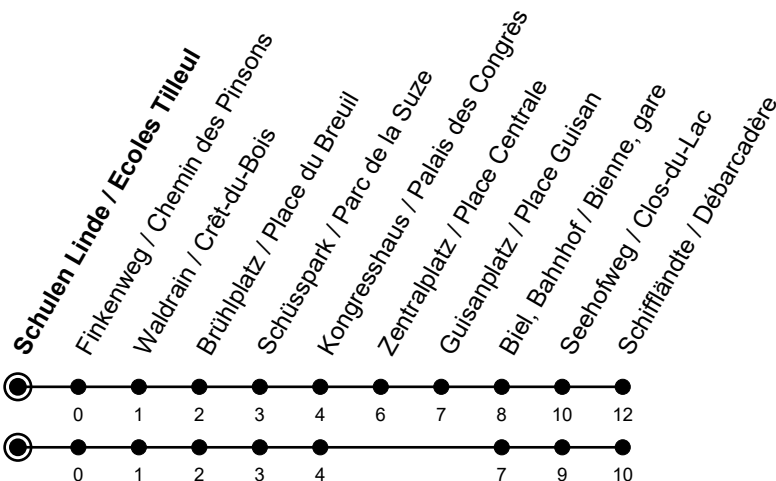 Schulen Linde / Ecoles Tilleul
Finkenweg / Chemin des Pinsons
Waldrain / Crêt-du-Bois
Brühlplatz / Place du Breuil
Schüsspark / Parc de la Suze
Kongresshaus / Palais des Congrès
Zentralplatz / Place Centrale
Guisanplatz / Place Guisan
Biel, Bahnhof / Bienne, gare
Seehofweg / Clos-du-Lac
Schiffländte / Débarcadère
0 1 2 3 4 6 7 8 10 12
0 1 2 3 4 7 9 10